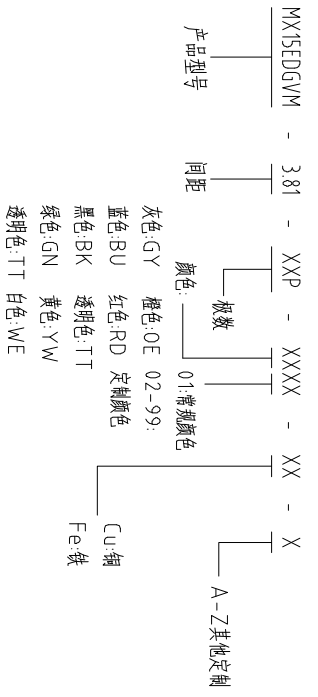 MX15EDGVM - 3.81 - XXP - XXXX - XX - X
产品型号
间距
极数
颜色:
01:常规颜色
02-99:
定制颜色
灰色:GY 橙色:OE
蓝色:BU 红色:RD
黑色:BK 透明色:TT
绿色:GN 黄色:YW
透明色:TT 白色:WE
Cu:铜
Fe:铁
A-Z其他定制